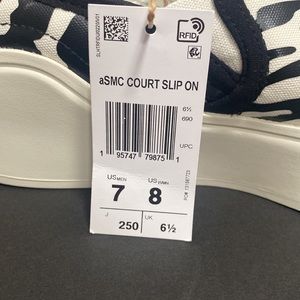 RFID
aSMC COURT SLIP ON
6½
690
UPC
1 95747 79875 1
US MEN US WMN
7 8
J UK
250 6½